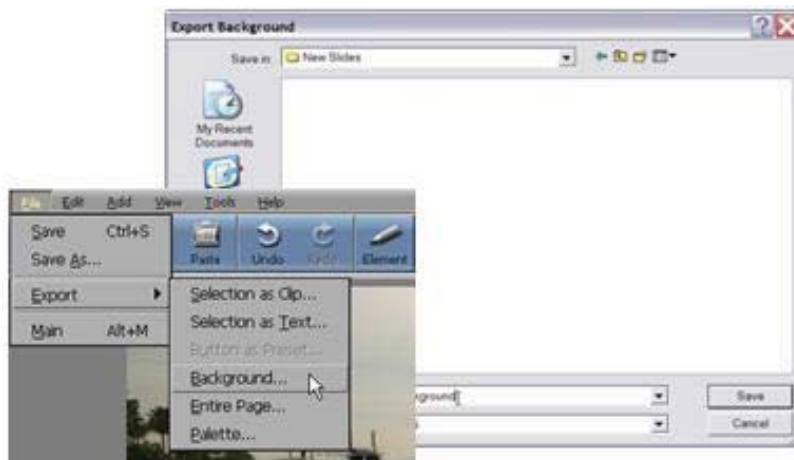 Export Background
Save in: New Slides
My Recent Documents
File Edit Add View Tools Help
Paste Undo Redo Element
Save Ctrl+S
Save As...
Export
Main Alt+M
Selection as Clip...
Selection as Text...
Button as Preset...
Background...
Entire Page...
Palette...
ground
Save
Cancel